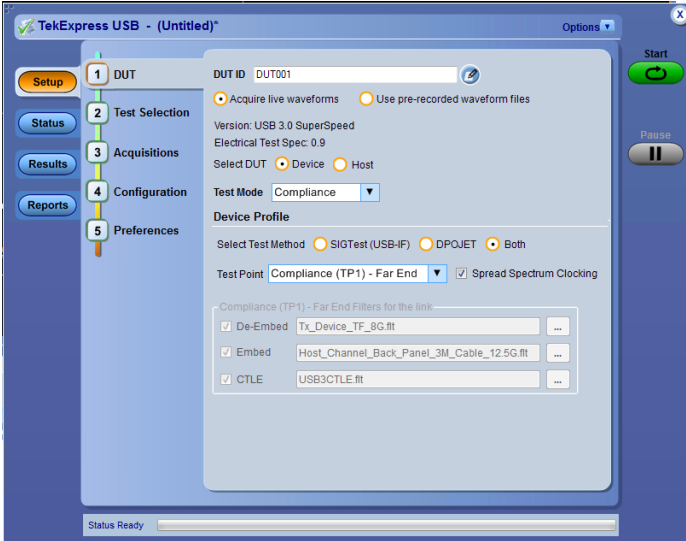 TekExpress USB - (Untitled)*
Options
X
Start
Pause
Setup
Status
Results
Reports
1 DUT
2 Test Selection
3 Acquisitions
4 Configuration
5 Preferences
DUT ID DUT001
Acquire live waveforms Use pre-recorded waveform files
Version: USB 3.0 SuperSpeed
Electrical Test Spec: 0.9
Select DUT Device Host
Test Mode Compliance
Device Profile
Select Test Method SIGTest (USB-IF) DPOJET Both
Test Point Compliance (TP1) - Far End Spread Spectrum Clocking
Compliance (TP1) - Far End Filters for the link
De-Embed Tx_Device_TF_8G.flt ...
Embed Host_Channel_Back_Panel_3M_Cable_12.5G.flt ...
CTLE USB3CTLE.flt ...
Status Ready